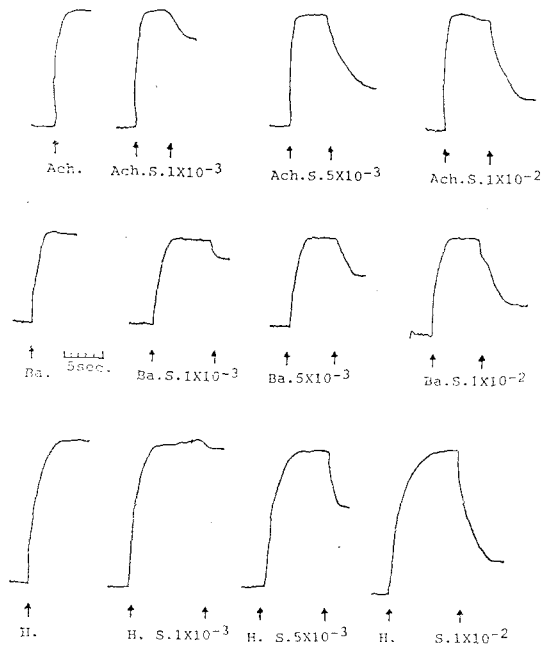 Ach. Ach.S.1X10⁻³ Ach.S.5X10⁻³ Ach.S.1X10⁻²
Ba. 5sec. Ba.S.1X10⁻³ Ba.5X10⁻³ Ba.S.1X10⁻²
H. H. S.1X10⁻³ H. S.5X10⁻³ H. S.1X10⁻²